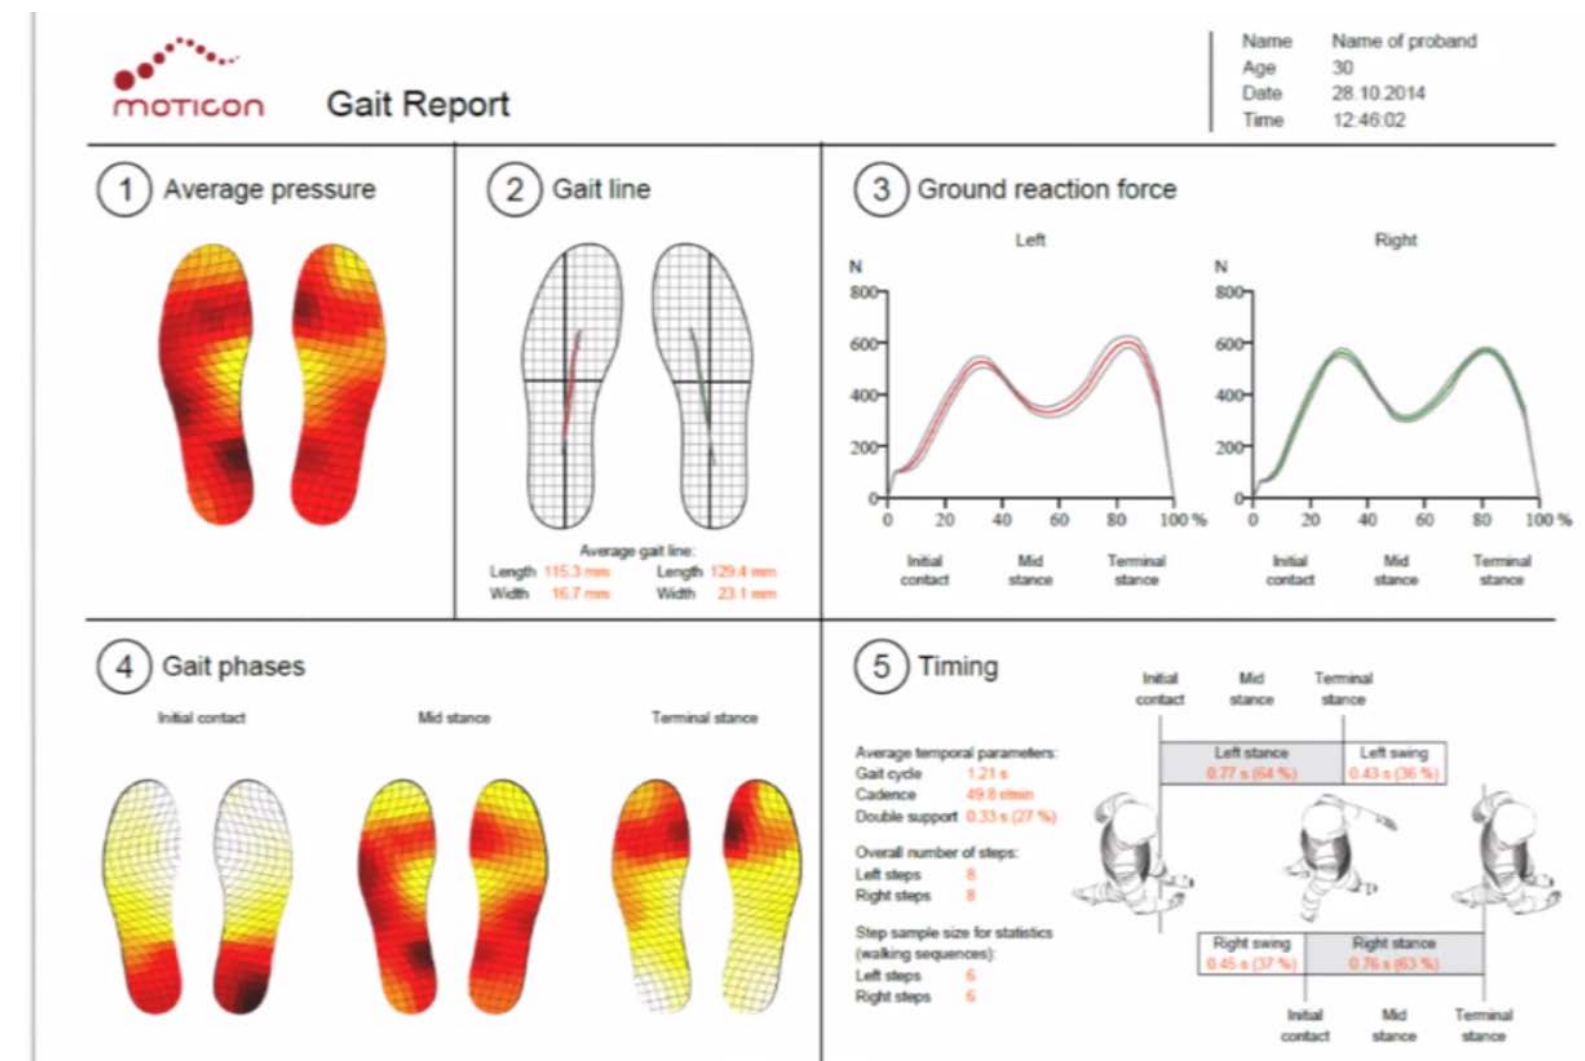 moticon
Gait Report
Name Name of proband
Age 30
Date 28.10.2014
Time 12:46:02
1 Average pressure
2 Gait line
Average gait line:
Length 115.3 mm Length 129.4 mm
Width 16.7 mm Width 23.1 mm
3 Ground reaction force
Left Right
N N
800 800
600 600
400 400
200 200
0 0
0 20 40 60 80 100 % 0 20 40 60 80 100 %
Initial Mid Terminal Initial Mid Terminal
contact stance stance contact stance stance
4 Gait phases
Initial contact Mid stance Terminal stance
5 Timing
Initial Mid Terminal
contact stance stance
Average temporal parameters:
Gait cycle 1.21 s
Cadence 49.8 st/min
Double support 0.33 s (27 %)
Overall number of steps:
Left steps 8
Right steps 8
Step sample size for statistics
(walking sequences):
Left steps 6
Right steps 6
Left stance Left swing
0.77 s (64 %) 0.43 s (36 %)
Right swing Right stance
0.45 s (37 %) 0.76 s (63 %)
Initial Mid Terminal
contact stance stance